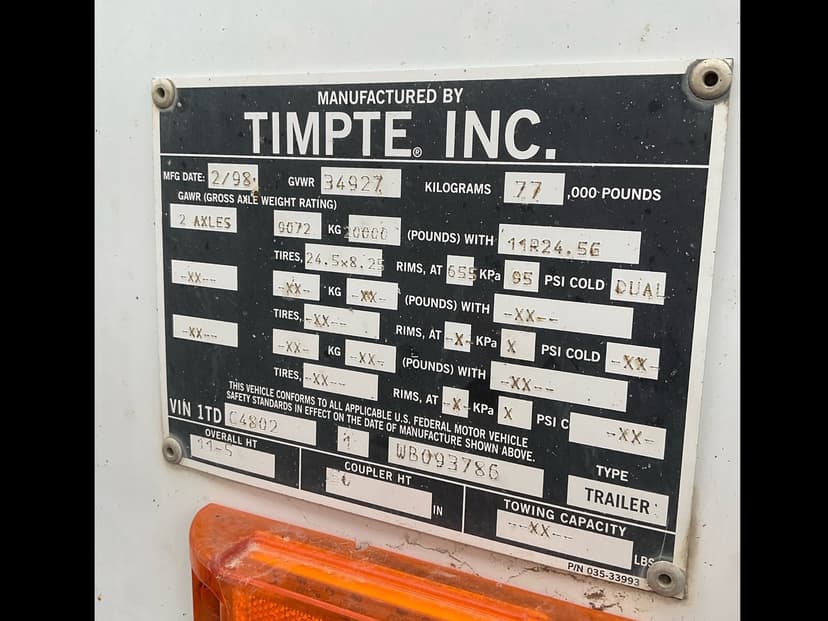 MANUFACTURED BY
TIMPTE® INC.
MFG DATE: 2/98 GVWR 34927 KILOGRAMS 77 ,000 POUNDS
GAWR (GROSS AXLE WEIGHT RATING)
2 AXLES 9072 KG 20000 (POUNDS) WITH 11R24.5G
TIRES, 24.5x8.25 RIMS, AT 655 KPa 95 PSI COLD DUAL
-XX-- -XX-- KG -XX- (POUNDS) WITH -XX--
TIRES, -XX-- RIMS, AT -X- KPa X PSI COLD -XX--
-XX-- -XX- KG --XX-- (POUNDS) WITH -XX--
TIRES, -XX-- RIMS, AT -X- KPa X PSI C --XX--
THIS VEHICLE CONFORMS TO ALL APPLICABLE U.S. FEDERAL MOTOR VEHICLE
SAFETY STANDARDS IN EFFECT ON THE DATE OF MANUFACTURE SHOWN ABOVE.
VIN 1TD C4802 1 WB093786 TYPE
TRAILER
OVERALL HT COUPLER HT TOWING CAPACITY
11-5 IN --XX-- LBS
P/N 035-33993